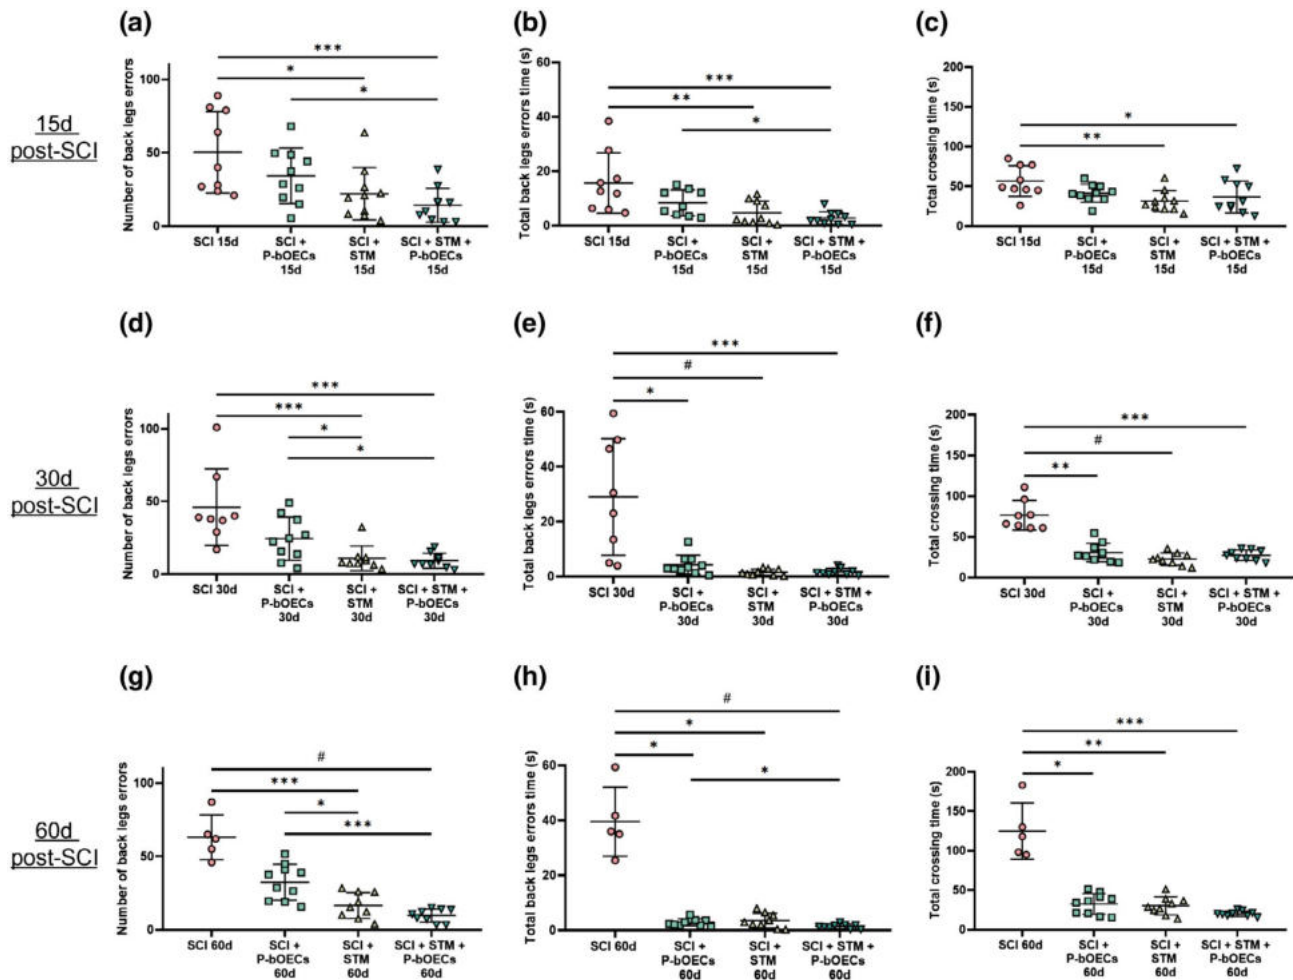 (a)
(b)
(c)
15d
post-SCI
Number of back legs errors
100
50
0
***
*
*
SCI 15d
SCI +
P-bOECs
15d
SCI +
STM
15d
SCI + STM +
P-bOECs
15d
Total back legs errors time (s)
60
40
20
0
***
**
*
SCI 15d
SCI +
P-bOECs
15d
SCI +
STM
15d
SCI + STM +
P-bOECs
15d
Total crossing time (s)
200
150
100
50
0
*
**
SCI 15d
SCI +
P-bOECs
15d
SCI +
STM
15d
SCI + STM +
P-bOECs
15d
(d)
(e)
(f)
30d
post-SCI
Number of back legs errors
100
50
0
***
***
*
*
SCI 30d
SCI +
P-bOECs
30d
SCI +
STM
30d
SCI + STM +
P-bOECs
30d
Total back legs errors time (s)
60
40
20
0
***
#
*
SCI 30d
SCI +
P-bOECs
30d
SCI +
STM
30d
SCI + STM +
P-bOECs
30d
Total crossing time (s)
200
150
100
50
0
***
#
**
SCI 30d
SCI +
P-bOECs
30d
SCI +
STM
30d
SCI + STM +
P-bOECs
30d
(g)
(h)
(i)
60d
post-SCI
Number of back legs errors
100
50
0
#
***
*
***
SCI 60d
SCI +
P-bOECs
60d
SCI +
STM
60d
SCI + STM +
P-bOECs
60d
Total back legs errors time (s)
60
40
20
0
#
*
*
*
SCI 60d
SCI +
P-bOECs
60d
SCI +
STM
60d
SCI + STM +
P-bOECs
60d
Total crossing time (s)
200
150
100
50
0
***
**
*
SCI 60d
SCI +
P-bOECs
60d
SCI +
STM
60d
SCI + STM +
P-bOECs
60d